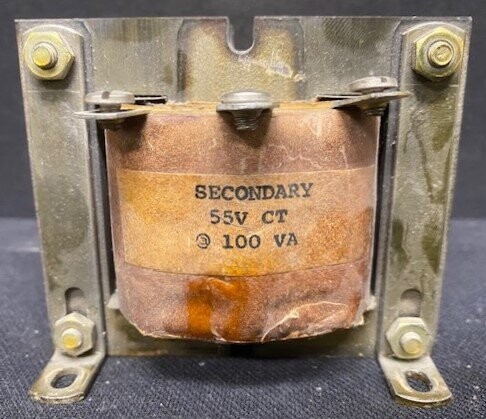 SECONDARY
55V CT
@ 100 VA